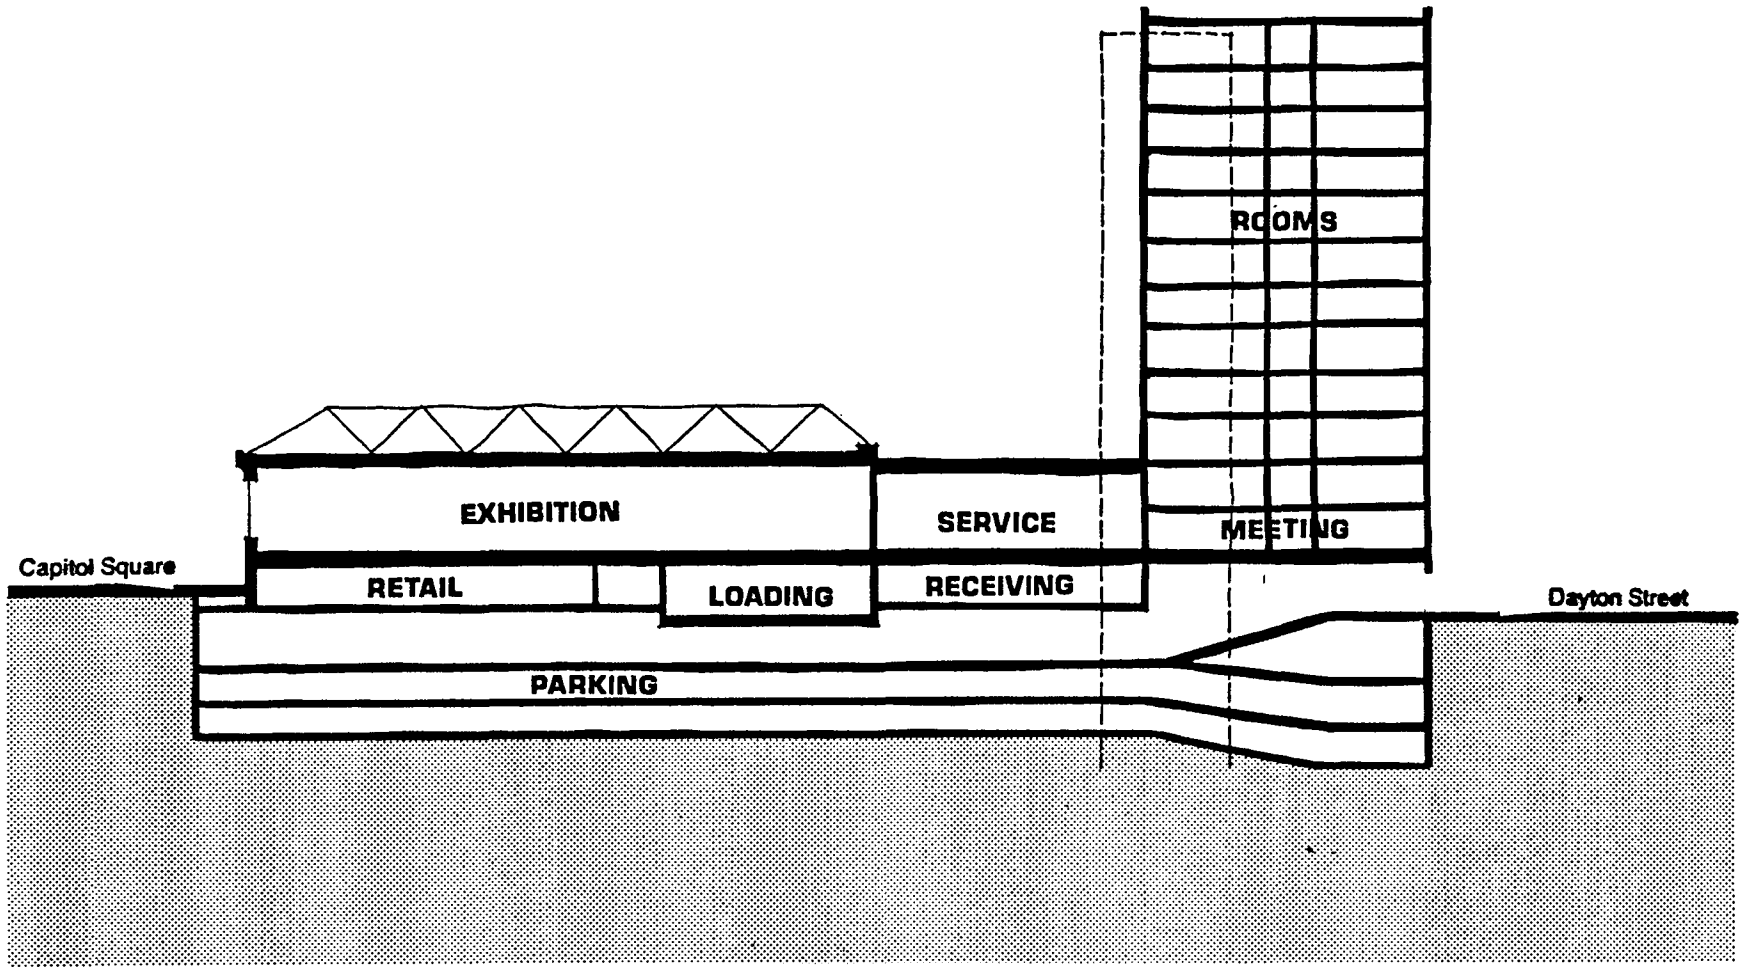 ROOMS
EXHIBITION
SERVICE
MEETING
Capitol Square
RETAIL
LOADING
RECEIVING
Dayton Street
PARKING